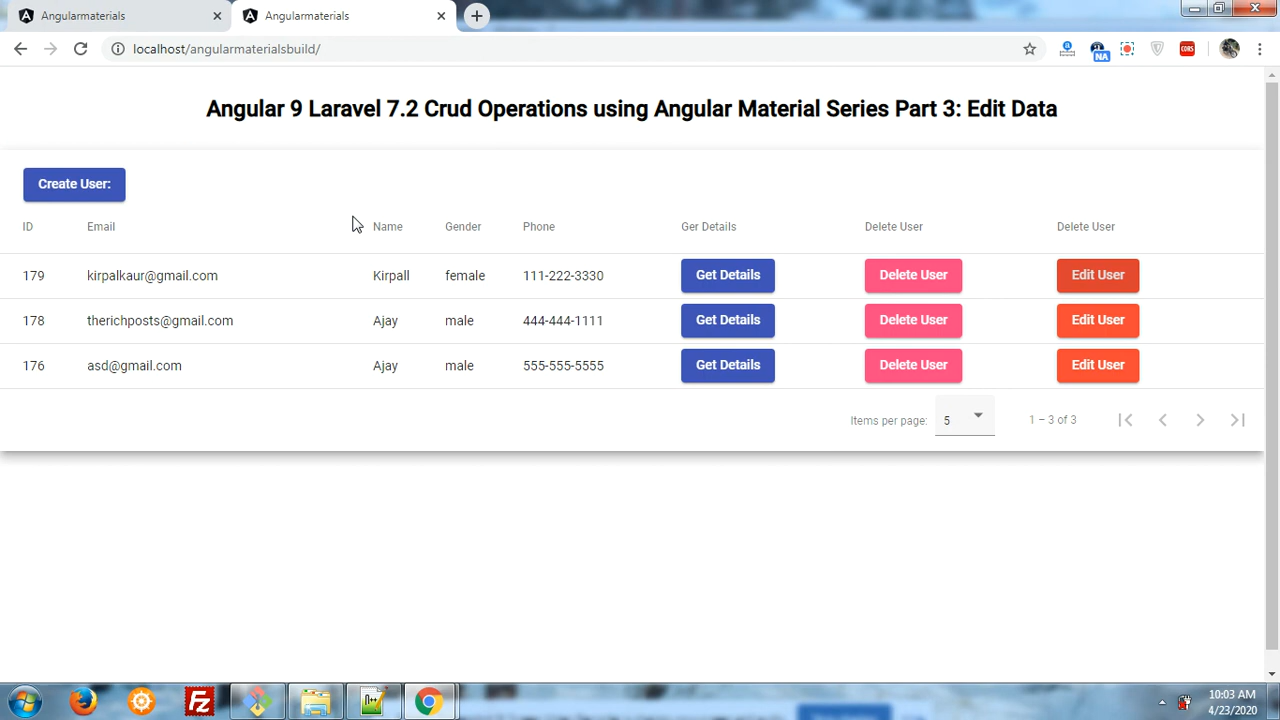 Angularmaterials
Angularmaterials
localhost/angularmaterialsbuild/
NA
CORS
Angular 9 Laravel 7.2 Crud Operations using Angular Material Series Part 3: Edit Data
Create User:
ID Email Name Gender Phone Ger Details Delete User Delete User
179 kirpalkaur@gmail.com Kirpall female 111-222-3330 Get Details Delete User Edit User
178 therichposts@gmail.com Ajay male 444-444-1111 Get Details Delete User Edit User
176 asd@gmail.com Ajay male 555-555-5555 Get Details Delete User Edit User
Items per page: 5 1 – 3 of 3
10:03 AM
4/23/2020